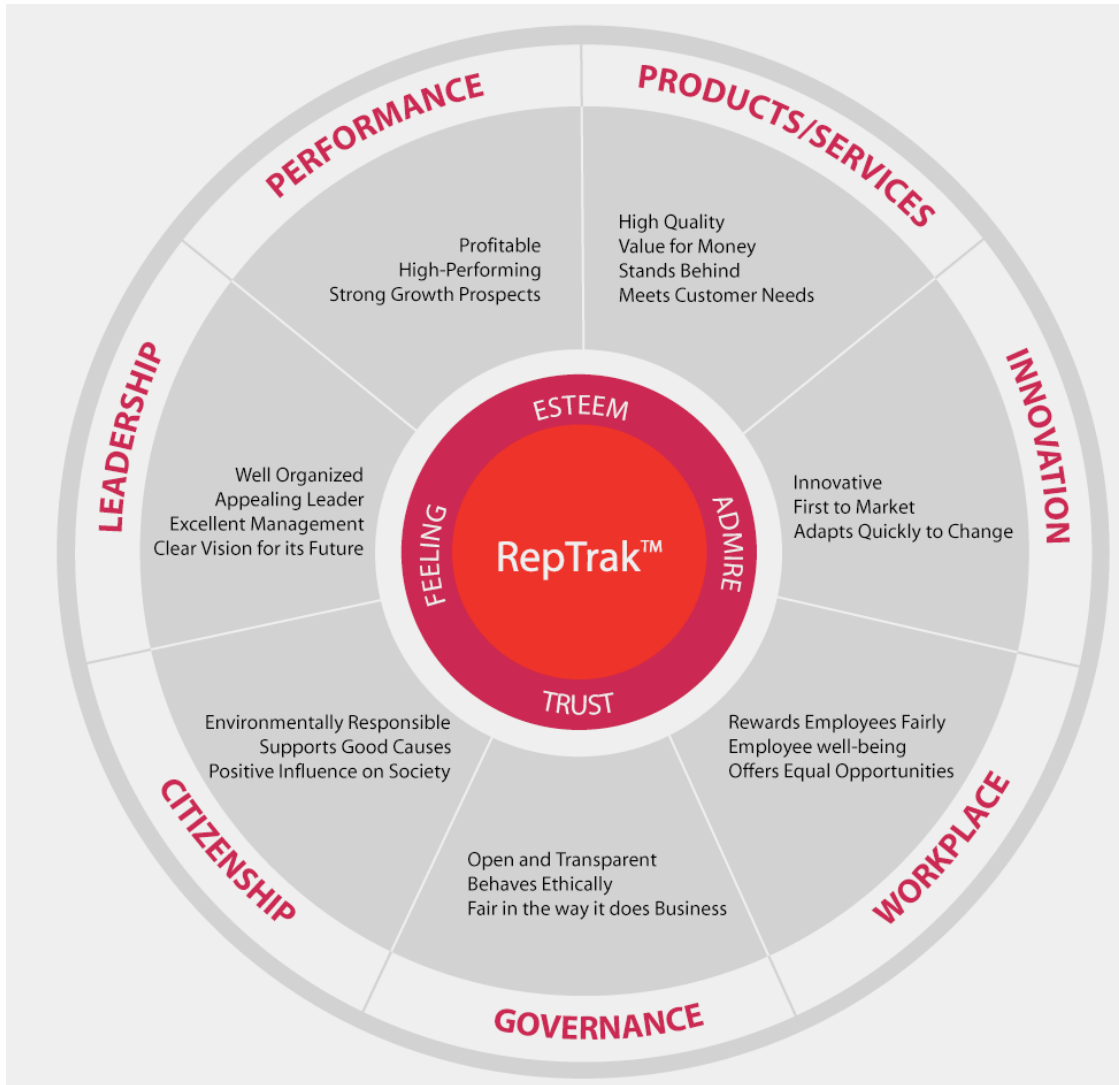 PERFORMANCE
Profitable
High-Performing
Strong Growth Prospects
PRODUCTS/SERVICES
High Quality
Value for Money
Stands Behind
Meets Customer Needs
INNOVATION
Innovative
First to Market
Adapts Quickly to Change
WORKPLACE
Rewards Employees Fairly
Employee well-being
Offers Equal Opportunities
GOVERNANCE
Open and Transparent
Behaves Ethically
Fair in the way it does Business
CITIZENSHIP
Environmentally Responsible
Supports Good Causes
Positive Influence on Society
LEADERSHIP
Well Organized
Appealing Leader
Excellent Management
Clear Vision for its Future
ESTEEM
ADMIRE
TRUST
FEELING
RepTrak™